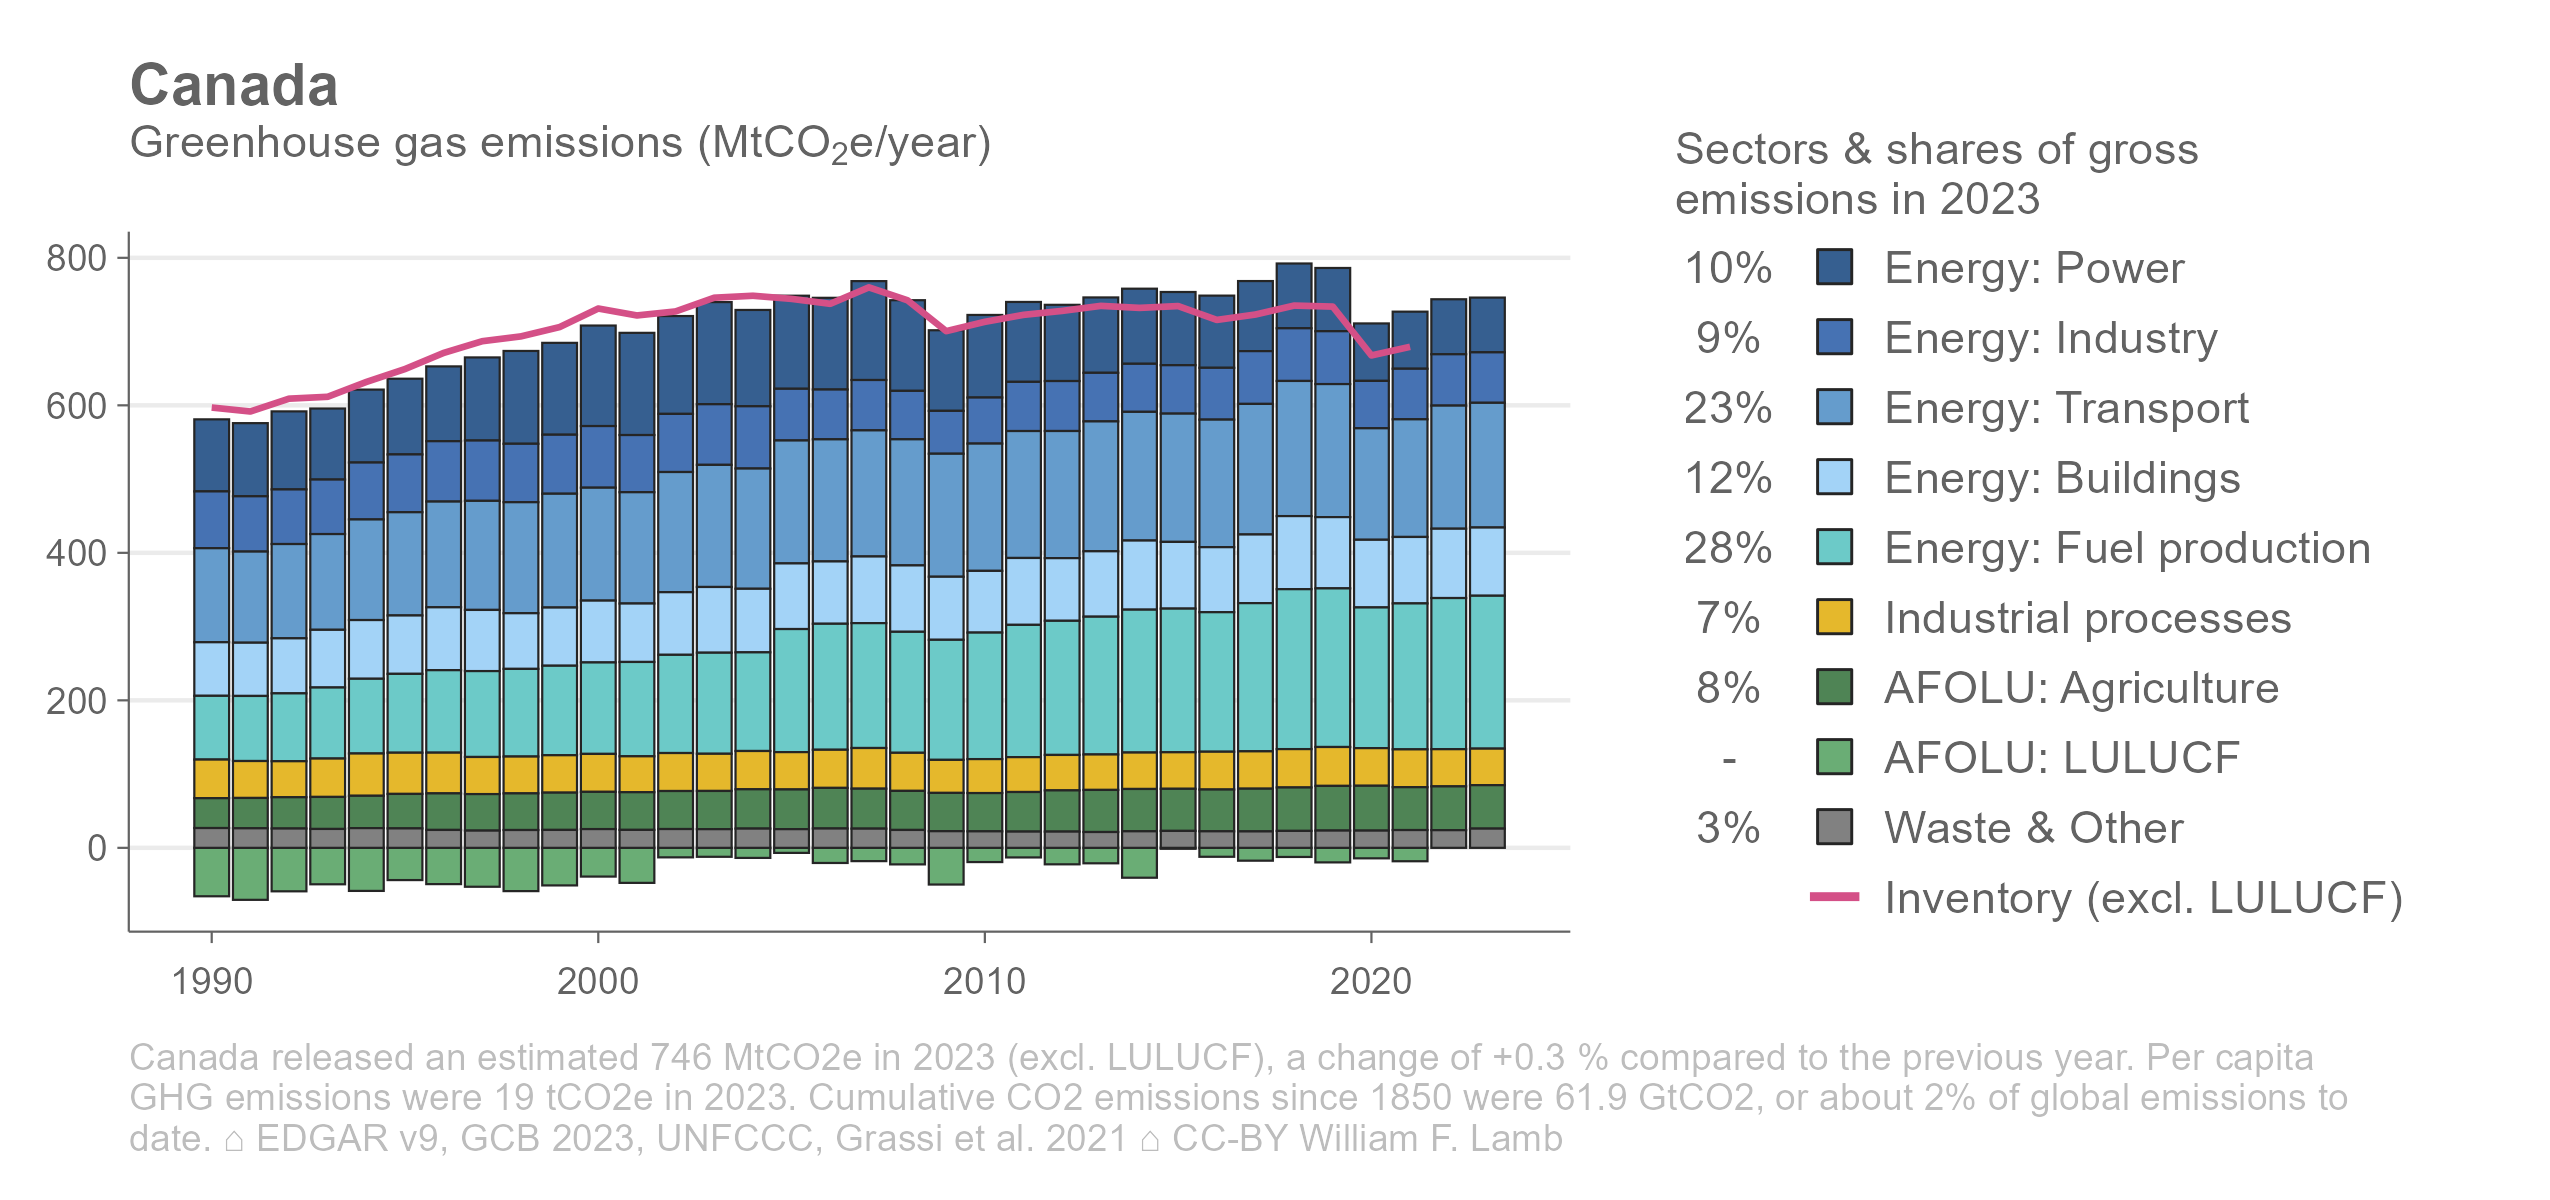 Canada
Greenhouse gas emissions (MtCO₂e/year)
Sectors & shares of gross
emissions in 2023
10% Energy: Power
9% Energy: Industry
23% Energy: Transport
12% Energy: Buildings
28% Energy: Fuel production
7% Industrial processes
8% AFOLU: Agriculture
- AFOLU: LULUCF
3% Waste & Other
Inventory (excl. LULUCF)
800
600
400
200
0
1990 2000 2010 2020
Canada released an estimated 746 MtCO2e in 2023 (excl. LULUCF), a change of +0.3 % compared to the previous year. Per capita
GHG emissions were 19 tCO2e in 2023. Cumulative CO2 emissions since 1850 were 61.9 GtCO2, or about 2% of global emissions to
date. ⌂ EDGAR v9, GCB 2023, UNFCCC, Grassi et al. 2021 ⌂ CC-BY William F. Lamb